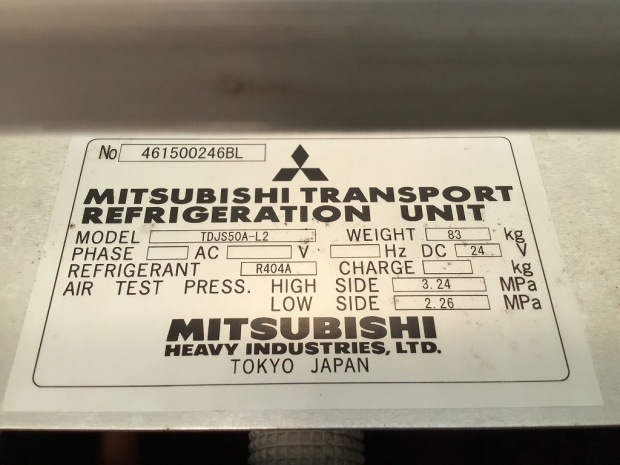 No 461500246BL
MITSUBISHI TRANSPORT
REFRIGERATION UNIT
MODEL TDJS50A-L2 WEIGHT 83 kg
PHASE AC V Hz DC 24 V
REFRIGERANT R404A CHARGE kg
AIR TEST PRESS. HIGH SIDE 3.24 MPa
LOW SIDE 2.26 MPa
MITSUBISHI
HEAVY INDUSTRIES, LTD.
TOKYO JAPAN